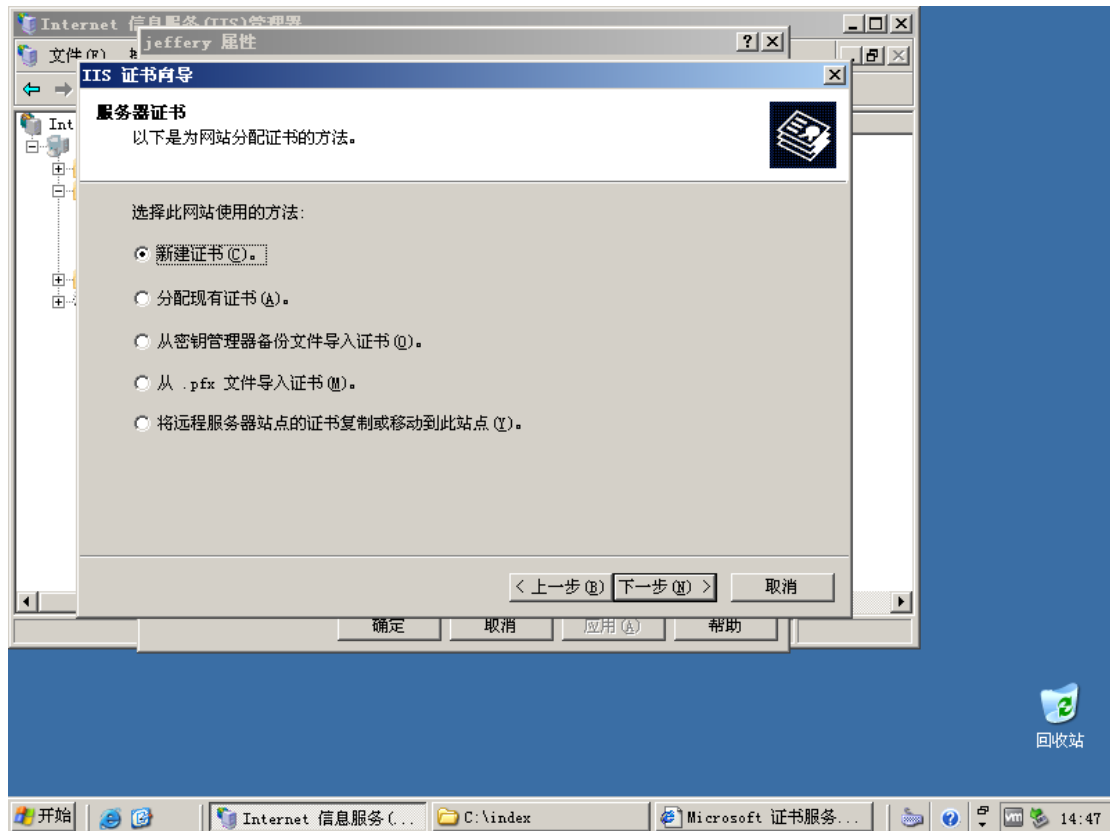 Internet 信息服务(IIS)管理器
jeffery 属性
文件(F)
IIS 证书向导
服务器证书
以下是为网站分配证书的方法。
Int
选择此网站使用的方法:
新建证书(C)。
分配现有证书(A)。
从密钥管理器备份文件导入证书(O)。
从 .pfx 文件导入证书(M)。
将远程服务器站点的证书复制或移动到此站点(Y)。
< 上一步(B) 下一步(N) > 取消
确定 取消 应用(A) 帮助
回收站
开始 Internet 信息服务(... C:\index Microsoft 证书服务... 14:47